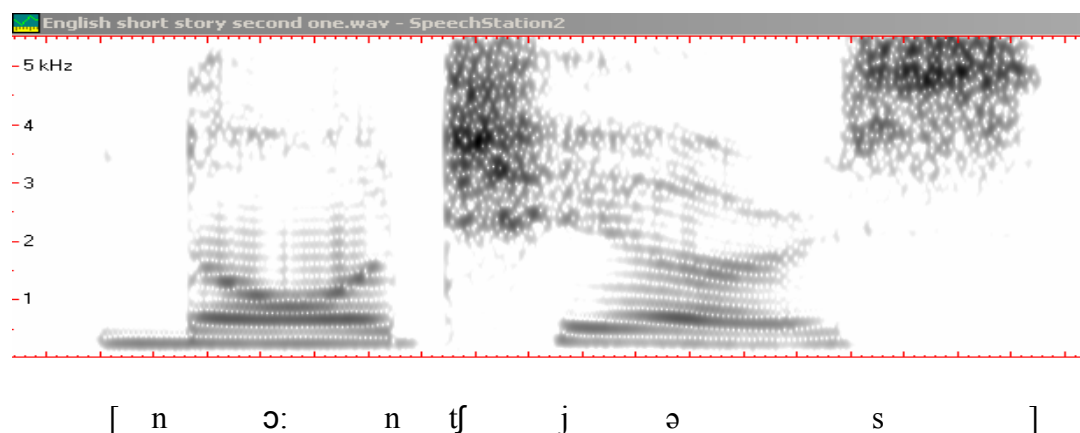 English short story second one.wav - SpeechStation2
5 kHz
4
3
2
1
[ n ɔ: n ʧ j ə s ]